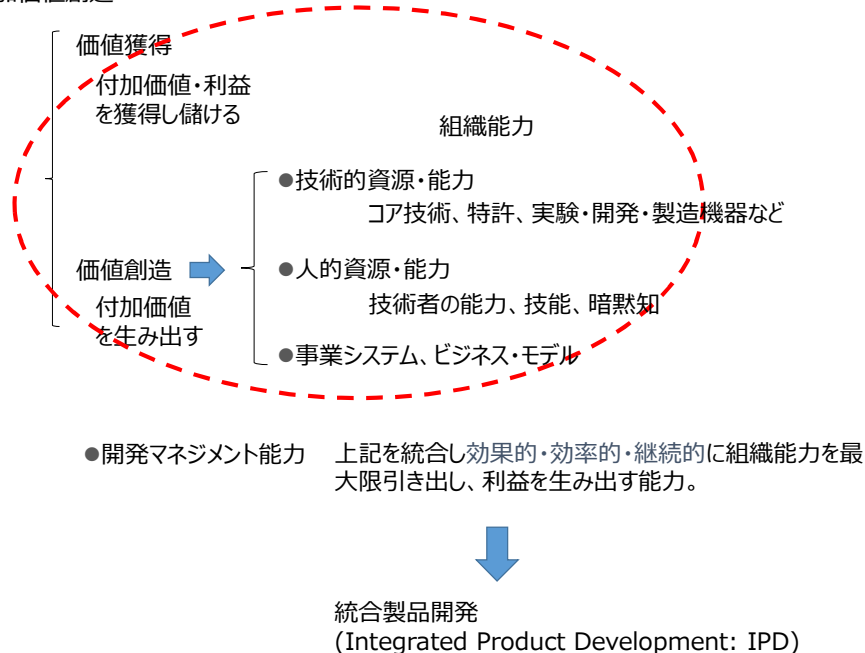 価値創造
価値獲得
付加価値・利益
を獲得し儲ける
組織能力
●技術的資源・能力
コア技術、特許、実験・開発・製造機器など
価値創造
付加価値
を生み出す
●人的資源・能力
技術者の能力、技能、暗黙知
●事業システム、ビジネス・モデル
●開発マネジメント能力
上記を統合し効果的・効率的・継続的に組織能力を最
大限引き出し、利益を生み出す能力。
統合製品開発
(Integrated Product Development: IPD)